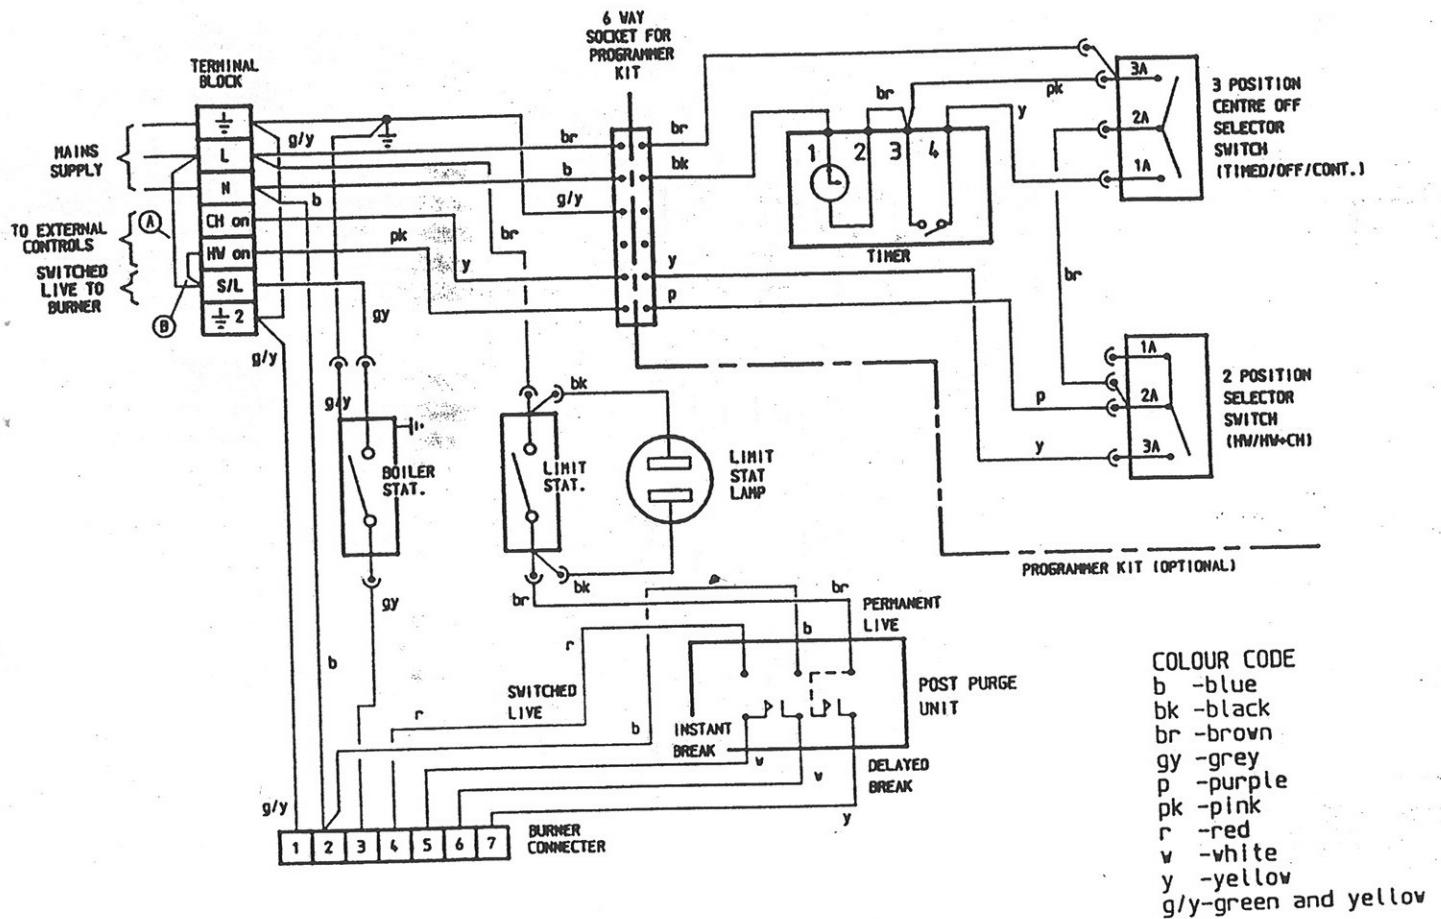 6 WAY
SOCKET FOR
PROGRAMMER
KIT
TERMINAL
BLOCK
MAINS
SUPPLY
L
N
CH on
HW on
S/L
2
TO EXTERNAL
CONTROLS
SWITCHED
LIVE TO
BURNER
A
B
g/y
b
br
b
g/y
pk
br
y
gy
g/y
br
bk
y
p
br
pk
y
1
2
3
4
TIMER
3A
2A
1A
3 POSITION
CENTRE OFF
SELECTOR
SWITCH
(TIMED/OFF/CONT.)
br
1A
2A
3A
2 POSITION
SELECTOR
SWITCH
(HW/HW+CH)
p
y
g/y
BOILER
STAT.
gy
LIMIT
STAT.
bk
bk
LIMIT
STAT
LAMP
PROGRAMMER KIT (OPTIONAL)
br
br
PERMANENT
LIVE
r
b
b
SWITCHED
LIVE
r
b
INSTANT
BREAK
POST PURGE
UNIT
DELAYED
BREAK
w
w
y
g/y
1
2
3
4
5
6
7
BURNER
CONNECTER
COLOUR CODE
b -blue
bk -black
br -brown
gy -grey
p -purple
pk -pink
r -red
w -white
y -yellow
g/y-green and yellow